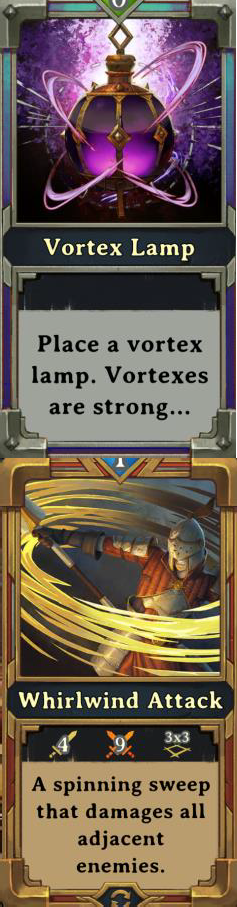 0
Vortex Lamp
Place a vortex
lamp. Vortexes
are strong...
1
Whirlwind Attack
4 9 3x3
A spinning sweep
that damages all
adjacent
enemies.